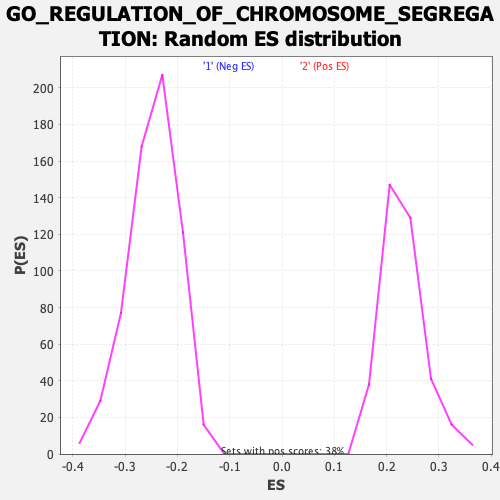 GO_REGULATION_OF_CHROMOSOME_SEGREGA
TION: Random ES distribution
'1' (Neg ES)
'2' (Pos ES)
P(ES)
200
180
160
140
120
100
80
60
40
20
0
Sets with pos scores: 38%
-0.4 -0.3 -0.2 -0.1 0.0 0.1 0.2 0.3 0.4
ES